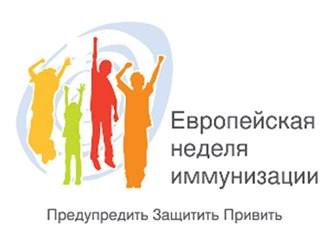 Европейская
неделя
иммунизации
Предупредить Защитить Привить